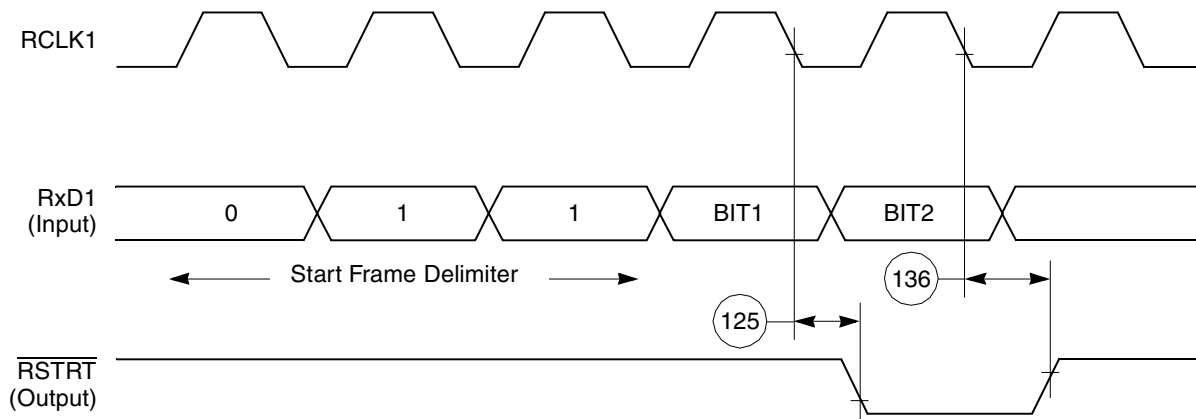 RCLK1
RxD1
(Input)
0
1
1
BIT1
BIT2
Start Frame Delimiter
136
125
RSTRT
(Output)